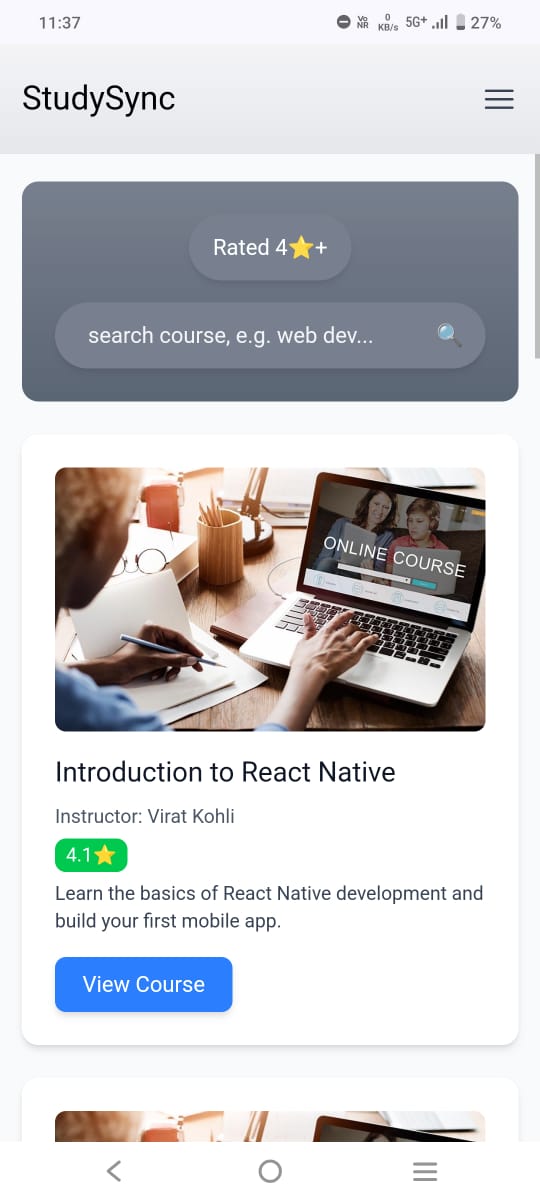 11:37
Vo
NR
0
KB/s
5G+
27%
StudySync
Rated 4⭐+
search course, e.g. web dev...
ONLINE COURSE
Introduction to React Native
Instructor: Virat Kohli
4.1⭐
Learn the basics of React Native development and
build your first mobile app.
View Course